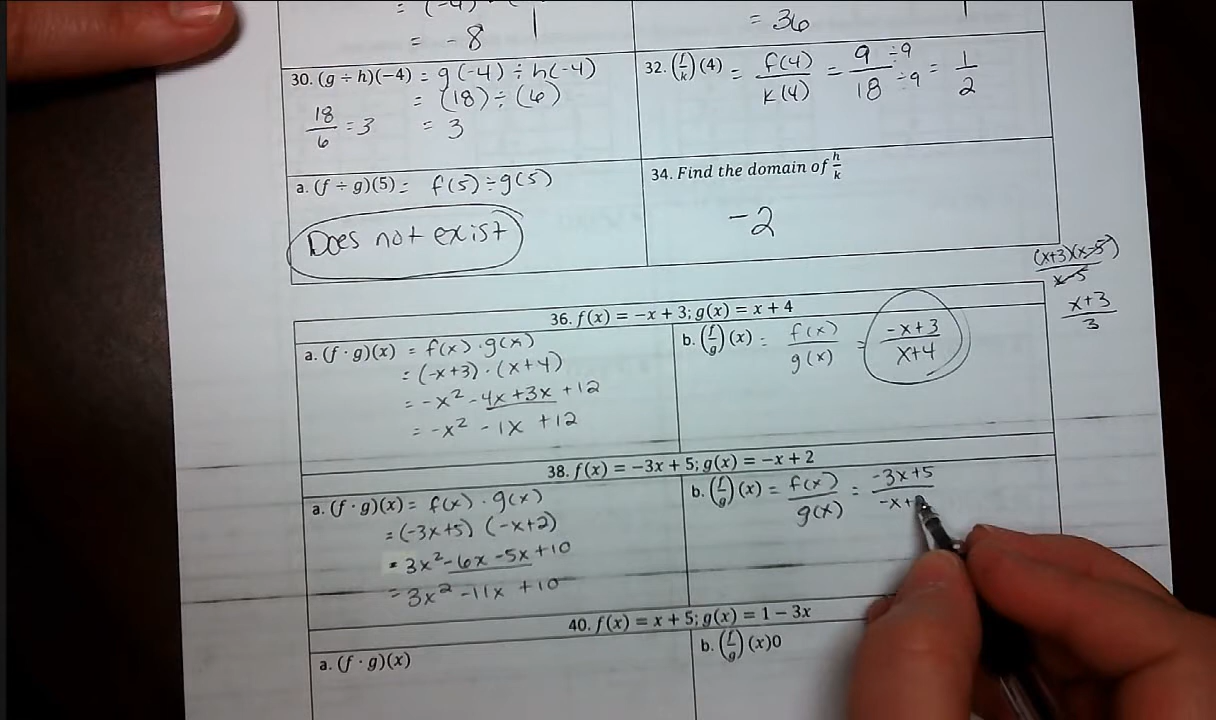 = (-4)
= -8
= 36
30. (g ÷ h)(-4) = g(-4) ÷ h(-4)
= (18) ÷ (6)
18/6 = 3
= 3
32. (f/k)(4) = f(4)/k(4) = 9/18 ÷9/÷9 = 1/2
a. (f ÷ g)(5) = f(5) ÷ g(5)
Does not exist
34. Find the domain of h/k
-2
(x+3)(x-5)/x-5
x+3/3
36. f(x) = −x + 3; g(x) = x + 4
a. (f · g)(x) = f(x) · g(x)
= (-x+3) · (x+4)
= -x² - 4x + 3x + 12
= -x² - 1x + 12
b. (f/g)(x) = f(x)/g(x) = -x+3/x+4
38. f(x) = −3x + 5; g(x) = −x + 2
a. (f · g)(x) = f(x) · g(x)
= (-3x+5) (-x+2)
= 3x² - 6x - 5x + 10
= 3x² - 11x + 10
b. (f/g)(x) = f(x)/g(x) = -3x+5/-x+
40. f(x) = x + 5; g(x) = 1 − 3x
a. (f · g)(x)
b. (f/g)(x)0